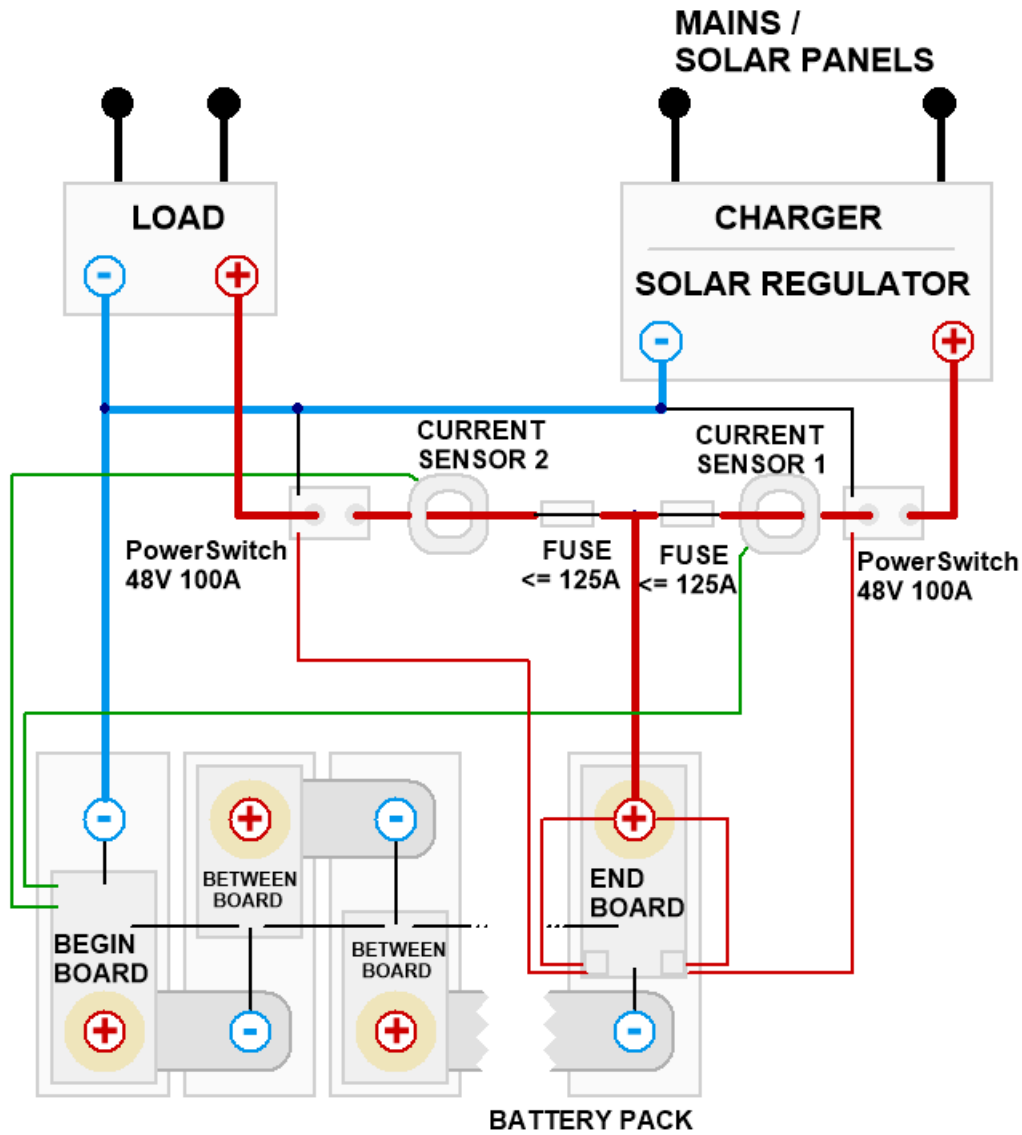 MAINS /
SOLAR PANELS
LOAD
- +
CHARGER
SOLAR REGULATOR
- +
CURRENT
SENSOR 2
CURRENT
SENSOR 1
PowerSwitch
48V 100A
FUSE
<= 125A
FUSE
<= 125A
PowerSwitch
48V 100A
- + - +
BETWEEN
BOARD
END
BOARD
BEGIN
BOARD
BETWEEN
BOARD
+ - + -
BATTERY PACK